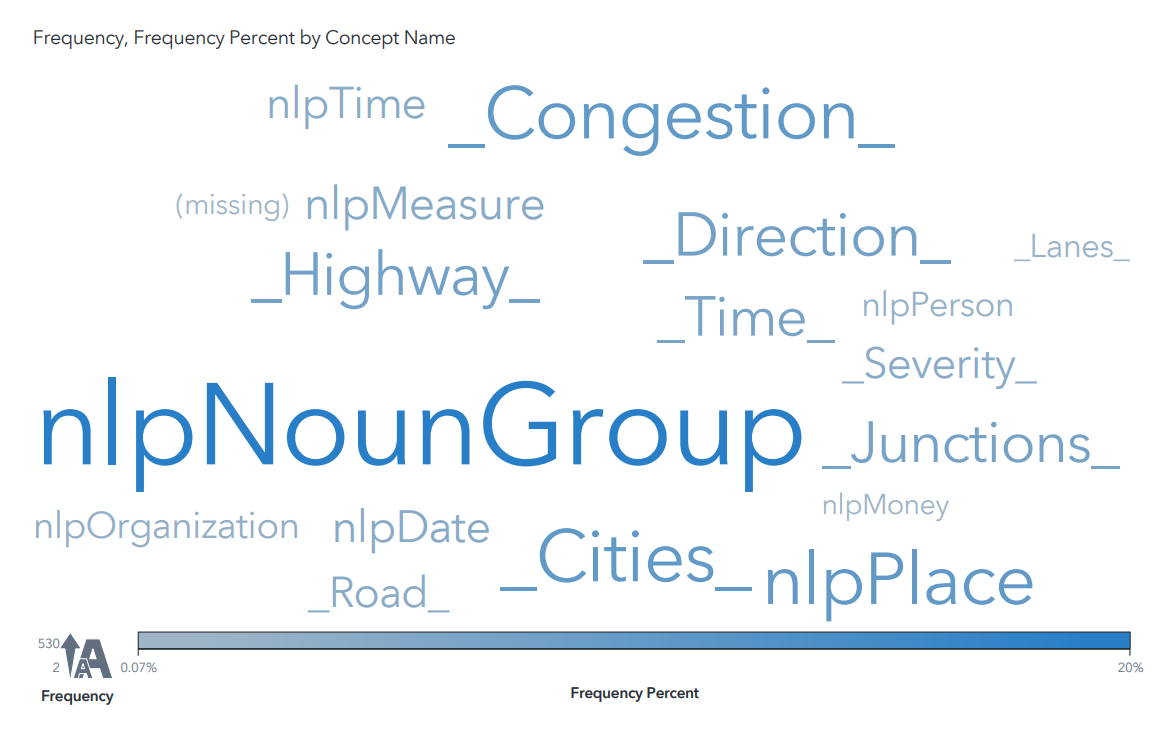 Frequency, Frequency Percent by Concept Name
nlpTime
_Congestion_
(missing)
nlpMeasure
_Direction_
_Lanes_
_Highway_
_Time_
nlpPerson
_Severity_
nlpNounGroup
_Junctions_
nlpMoney
nlpOrganization
nlpDate
_Cities_
nlpPlace
_Road_
530
2
0.07%
20%
Frequency
Frequency Percent